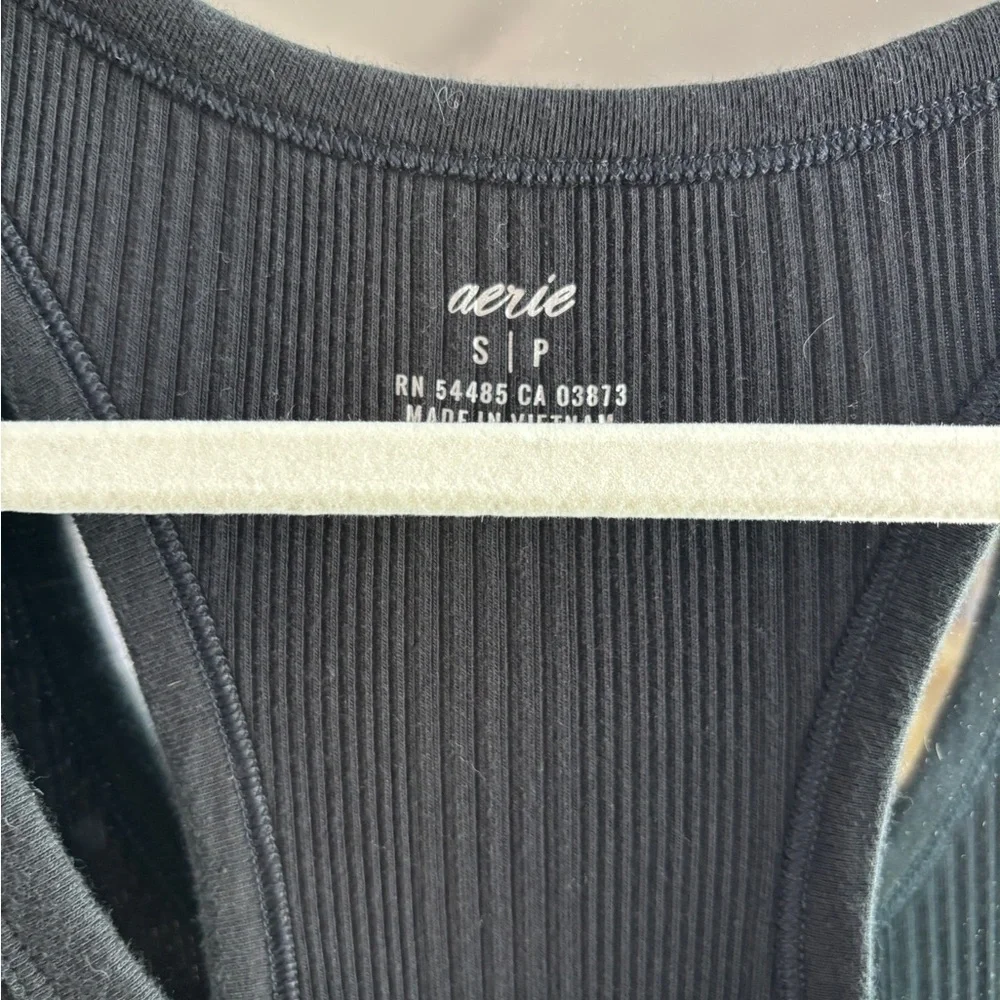 aerie
S | P
RN 54485 CA 03873
MADE IN VIETNAM